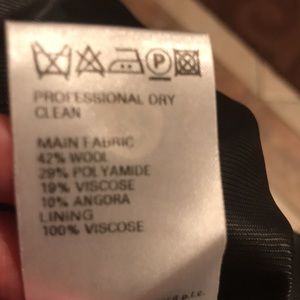 P
PROFESSIONAL DRY
CLEAN
MAIN FABRIC
42% WOOL
29% POLYAMIDE
19% VISCOSE
10% ANGORA
LINING
100% VISCOSE